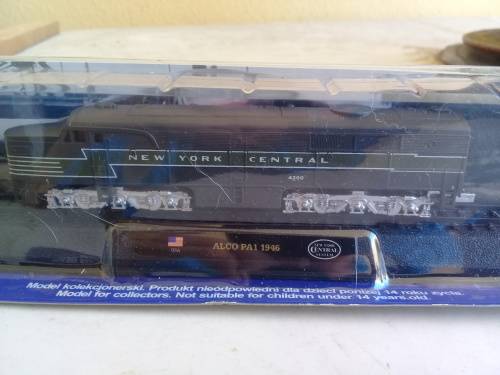 NEW YORK CENTRAL
4200
USA
ALCO PA1 1946
NEW YORK
CENTRAL
SYSTEM
Model kolekcjonerski. Produkt nieodpowiedni dla dzieci poniżej 14 roku życia.
Model for collectors. Not suitable for children under 14 years.old.